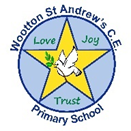 Wootton St Andrew's C.E.
Love Joy
Trust
Primary School